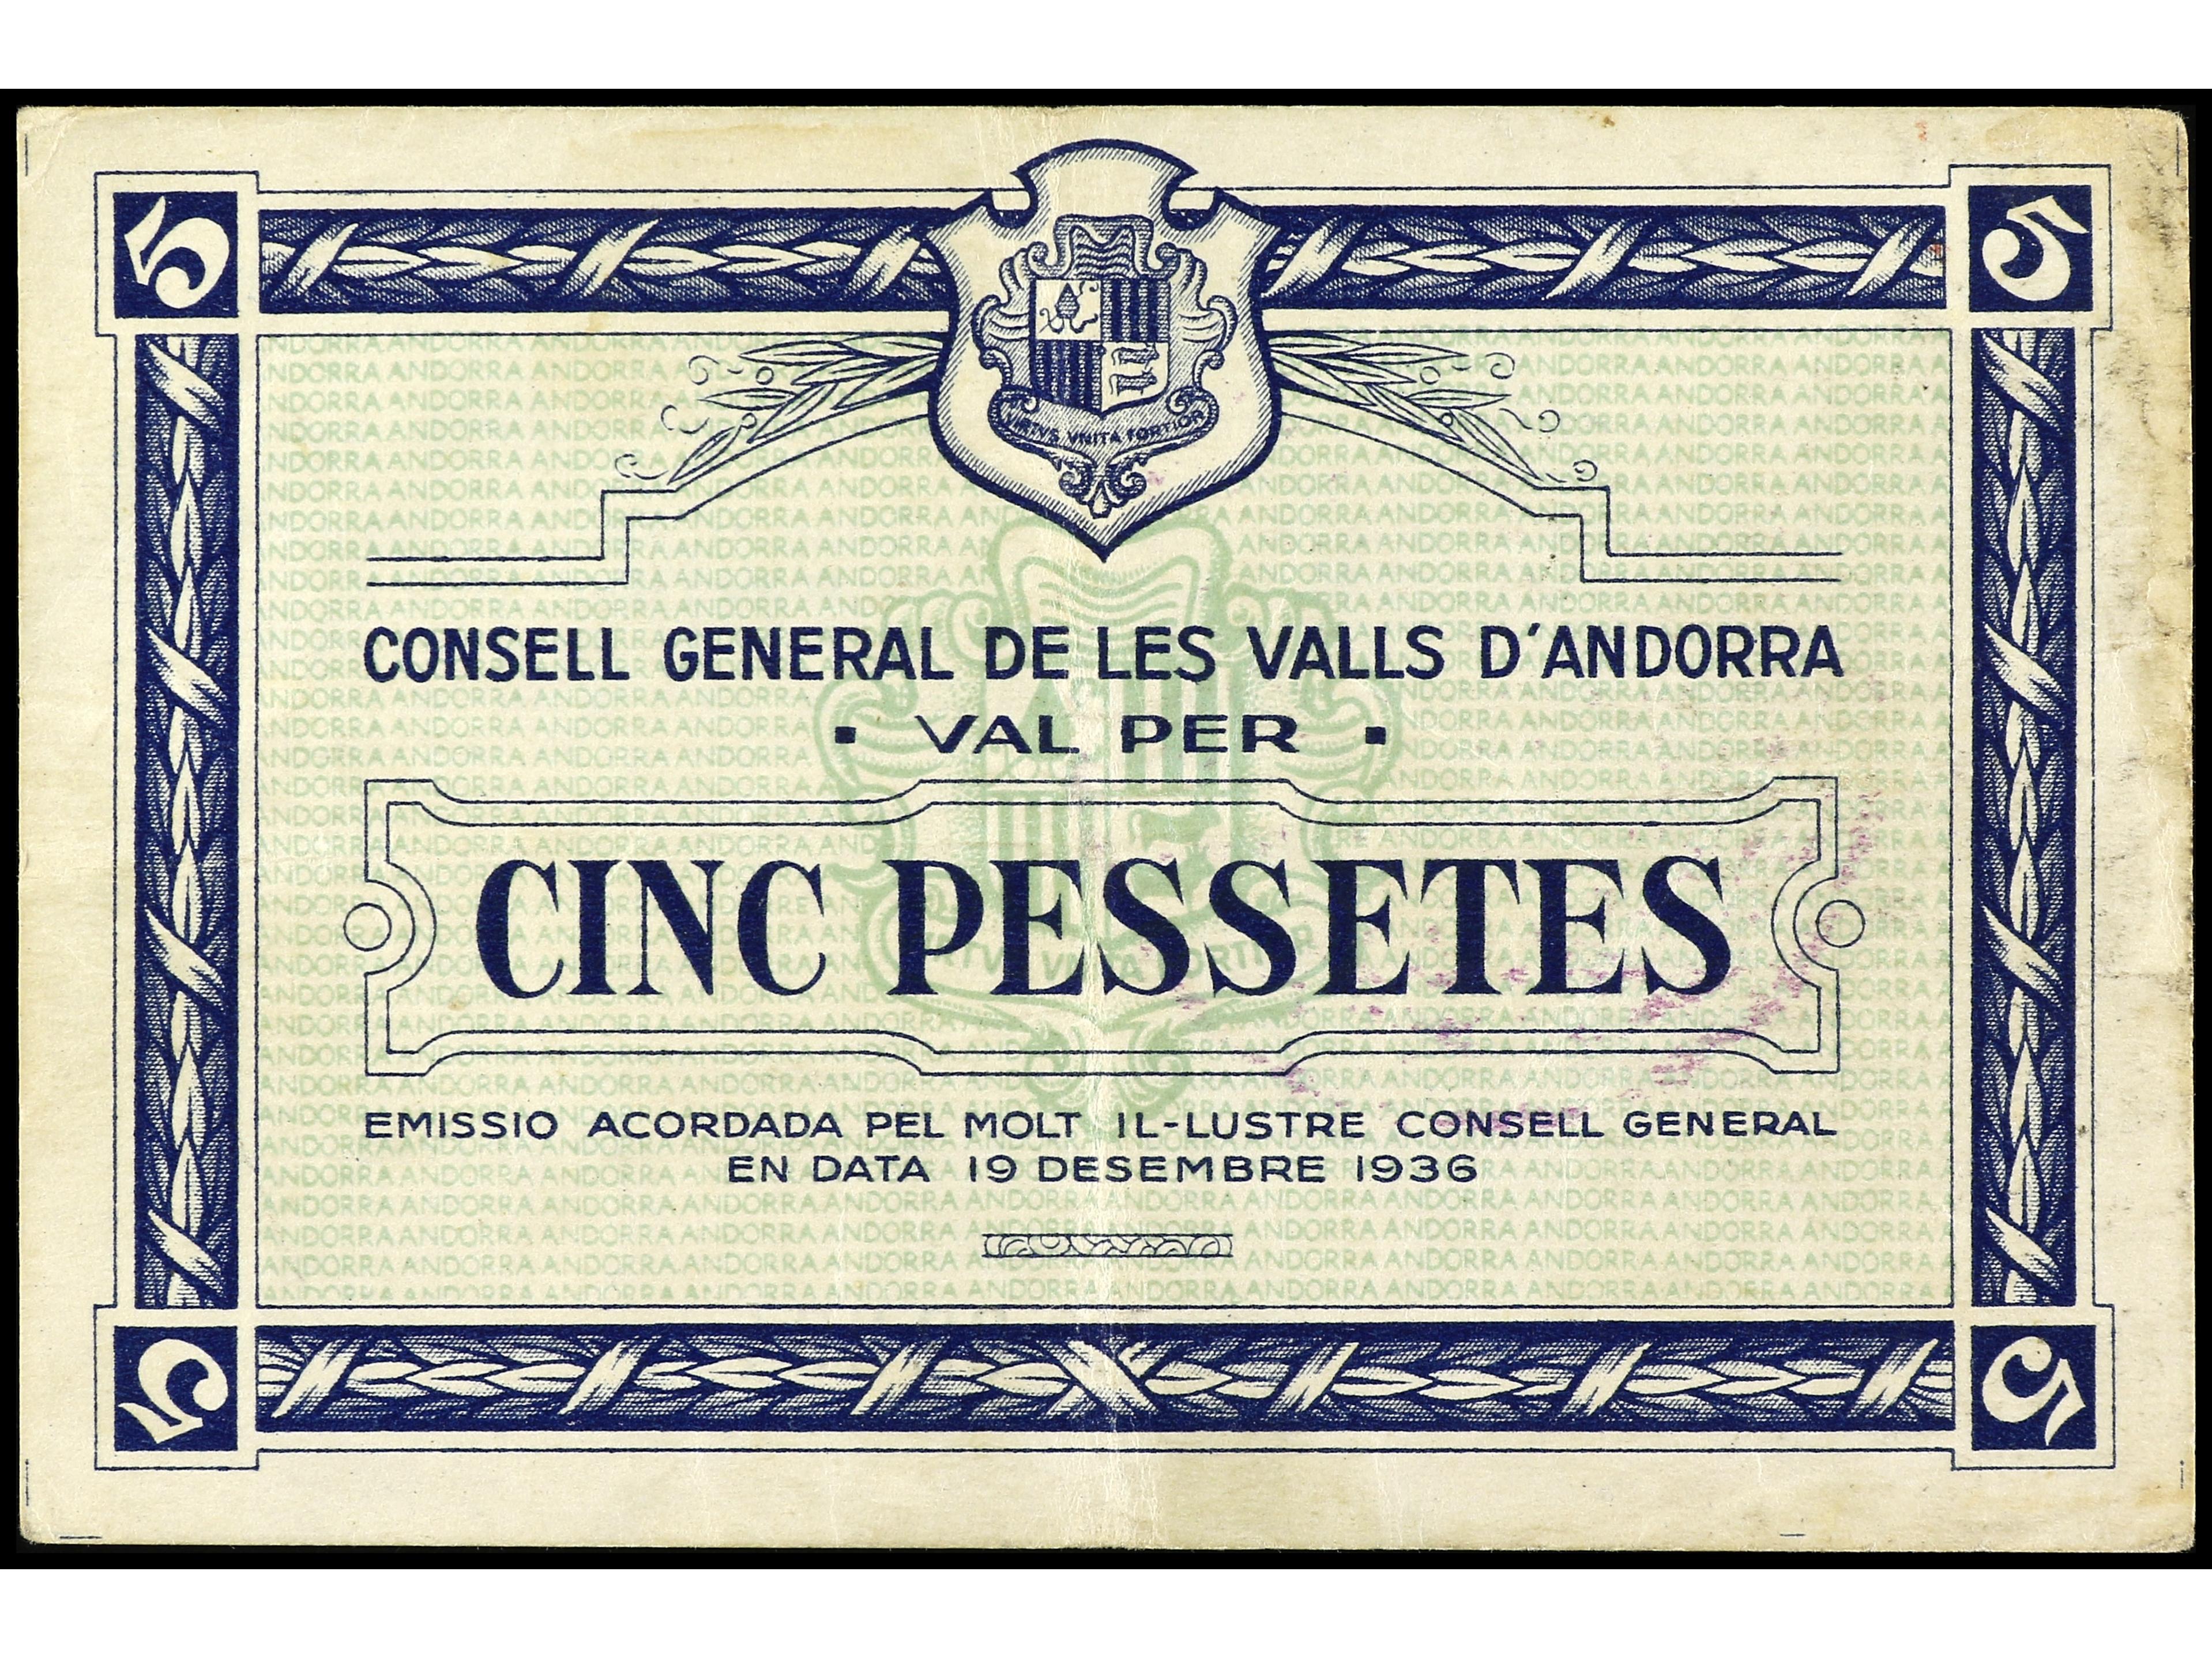 5 5
VIRTVS VNITA FORTIOR
CONSELL GENERAL DE LES VALLS D'ANDORRA
▪ VAL PER ▪
CINC PESSETES
EMISSIO ACORDADA PEL MOLT IL-LUSTRE CONSELL GENERAL
EN DATA 19 DESEMBRE 1936
5 5